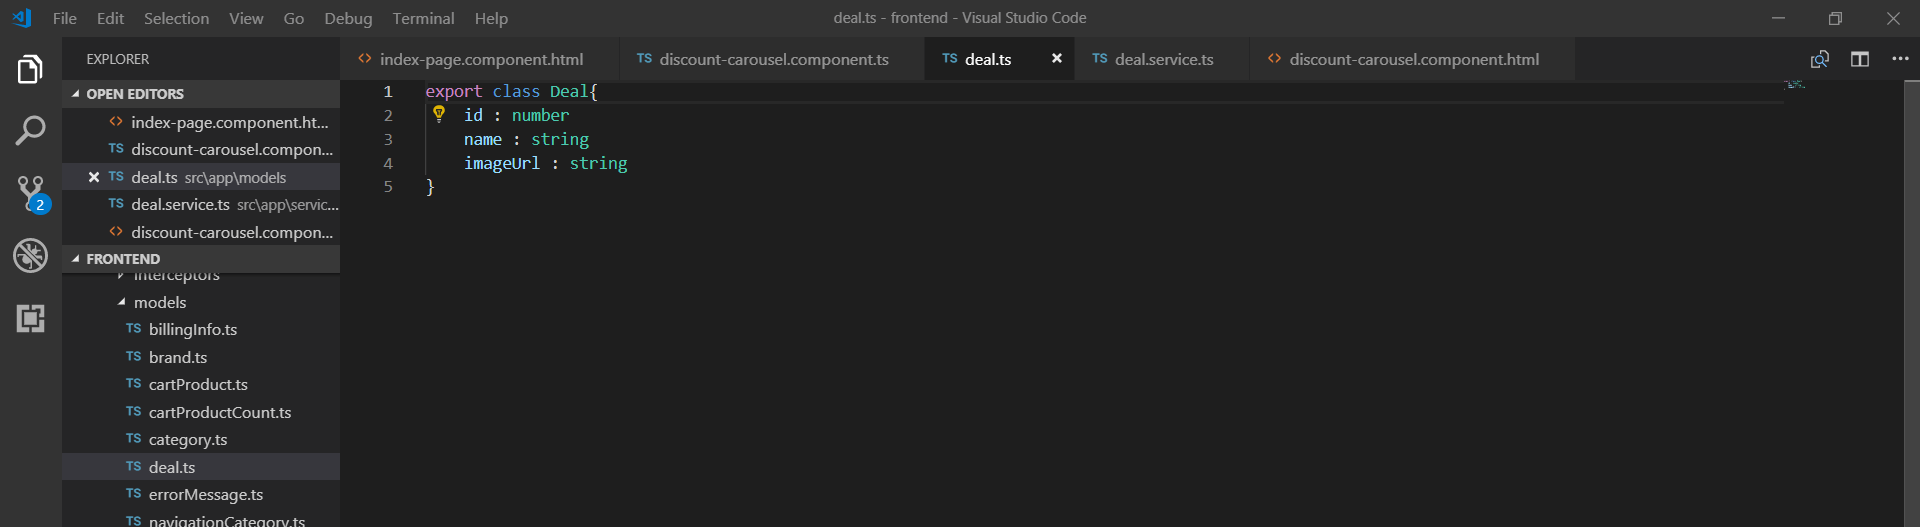 File Edit Selection View Go Debug Terminal Help
deal.ts - frontend - Visual Studio Code
EXPLORER
OPEN EDITORS
<> index-page.component.ht...
TS discount-carousel.compon...
TS deal.ts src\app\models
TS deal.service.ts src\app\servic...
<> discount-carousel.compon...
FRONTEND
interceptors
models
TS billingInfo.ts
TS brand.ts
TS cartProduct.ts
TS cartProductCount.ts
TS category.ts
TS deal.ts
TS errorMessage.ts
TS navigationCategory.ts
2
<> index-page.component.html
TS discount-carousel.component.ts
TS deal.ts
TS deal.service.ts
<> discount-carousel.component.html
1 export class Deal{
2 id : number
3 name : string
4 imageUrl : string
5 }